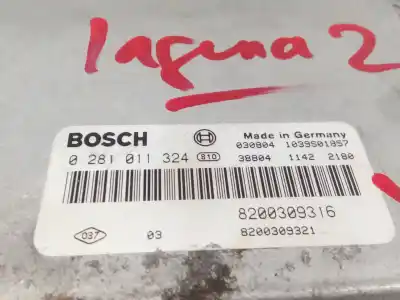 laguna 2
BOSCH
Made in Germany
030804 1039S01857
0 281 011 324 810 38804 1142 2180
8200309316
037 03 8200309321